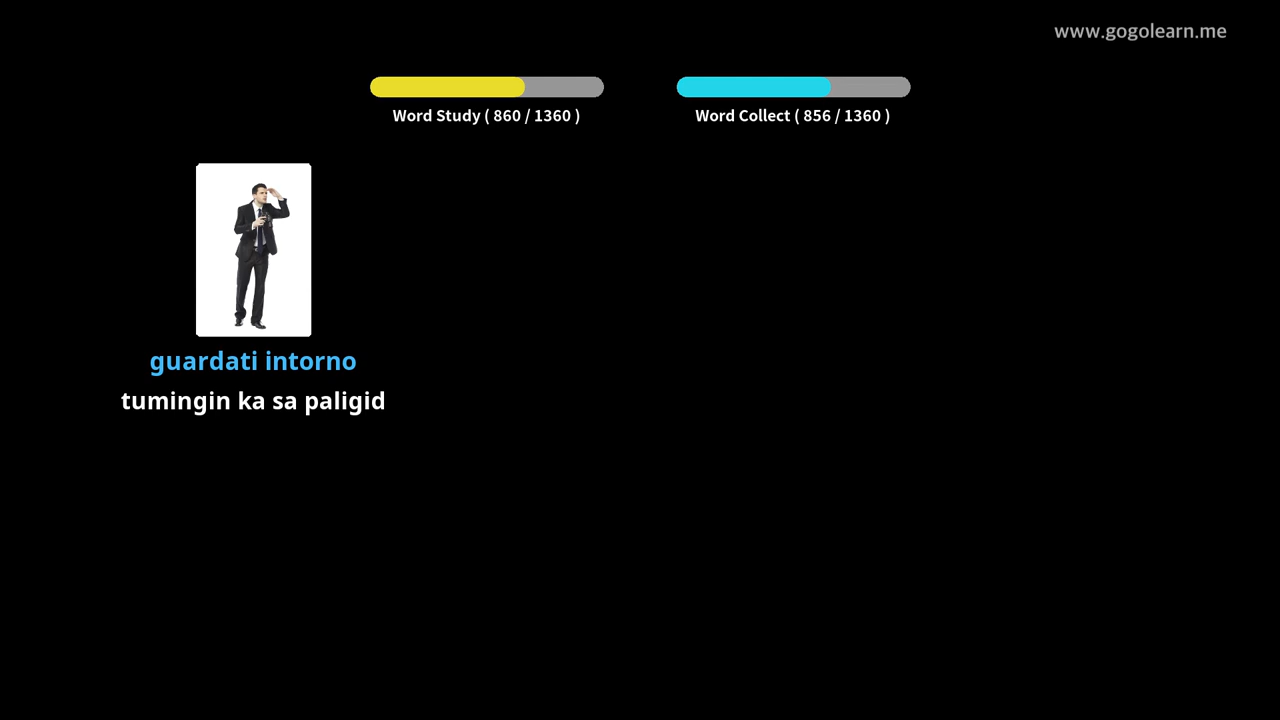 www.gogolearn.me
Word Study ( 860 / 1360 )
Word Collect ( 856 / 1360 )
guardati intorno
tumingin ka sa paligid